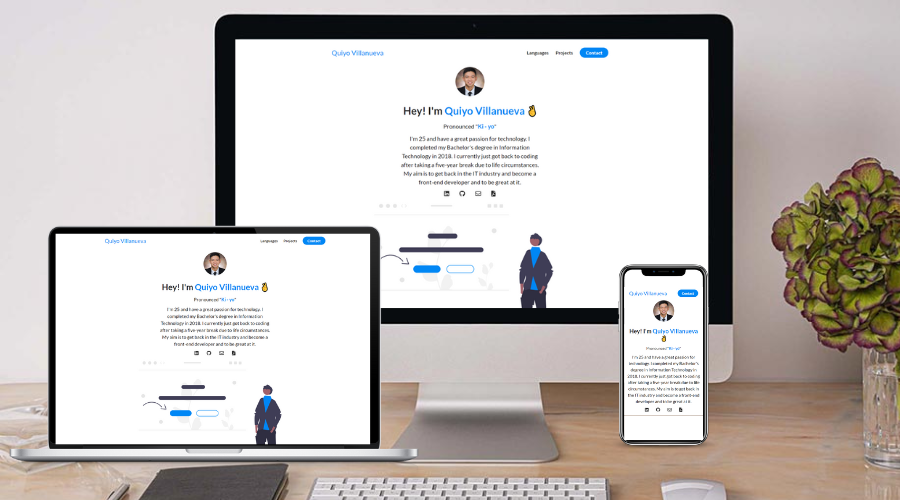 Quiyo Villanueva
Languages Projects Contact
Hey! I'm Quiyo Villanueva
Pronounced "Ki - yo"
I'm 25 and have a great passion for technology. I
completed my Bachelor's degree in Information
Technology in 2018. I currently just got back to coding
after taking a five-year break due to life circumstances.
My aim is to get back in the IT industry and become a
front-end developer and to be great at it.
Quiyo Villanueva
Languages Projects Contact
Hey! I'm Quiyo Villanueva
Pronounced "Ki - yo"
I'm 25 and have a great passion for technology. I
completed my Bachelor's degree in Information
Technology in 2018. I currently just got back to coding
after taking a five-year break due to life circumstances.
My aim is to get back in the IT industry and become a
front-end developer and to be great at it.
Quiyo Villanueva Contact
Hey! I'm Quiyo Villanueva
Pronounced "Ki - yo"
I'm 25 and have a great passion for
technology. I completed my Bachelor's
degree in Information Technology in
2018. I currently just got back to coding
after taking a five-year break due to life
circumstances. My aim is to get back in
the IT industry and become a front-end
developer and to be great at it.